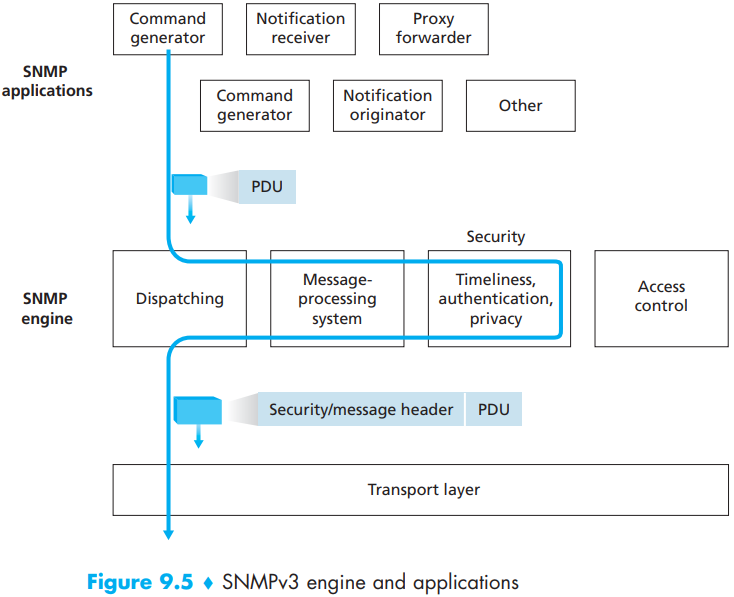 Command
generator
Notification
receiver
Proxy
forwarder
SNMP
applications
Command
generator
Notification
originator
Other
PDU
Security
SNMP
engine
Dispatching
Message-
processing
system
Timeliness,
authentication,
privacy
Access
control
Security/message header
PDU
Transport layer
Figure 9.5 ♦ SNMPv3 engine and applications